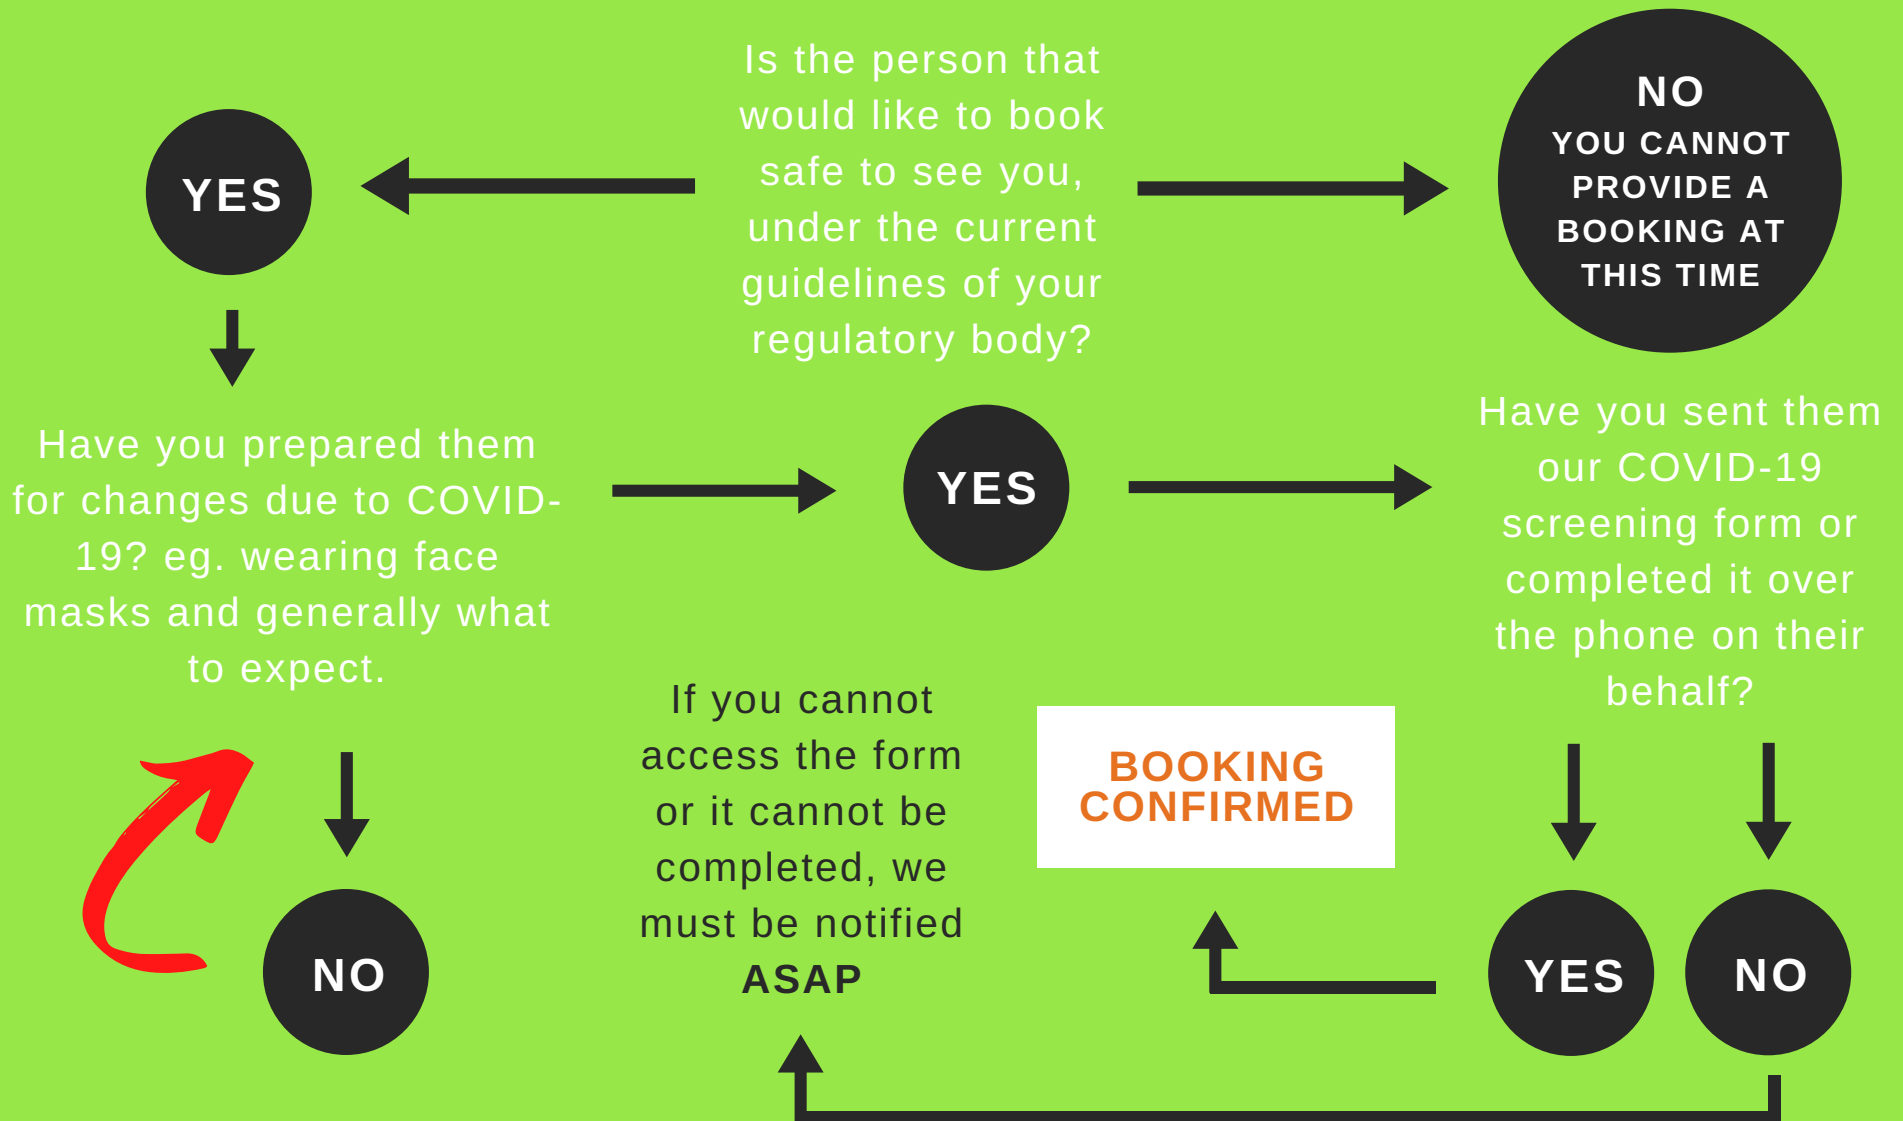 Is the person that
would like to book
safe to see you,
under the current
guidelines of your
regulatory body?
YES
NO
YOU CANNOT
PROVIDE A
BOOKING AT
THIS TIME
Have you prepared them
for changes due to COVID-
19? eg. wearing face
masks and generally what
to expect.
YES
Have you sent them
our COVID-19
screening form or
completed it over
the phone on their
behalf?
NO
If you cannot
access the form
or it cannot be
completed, we
must be notified
ASAP
BOOKING
CONFIRMED
YES
NO